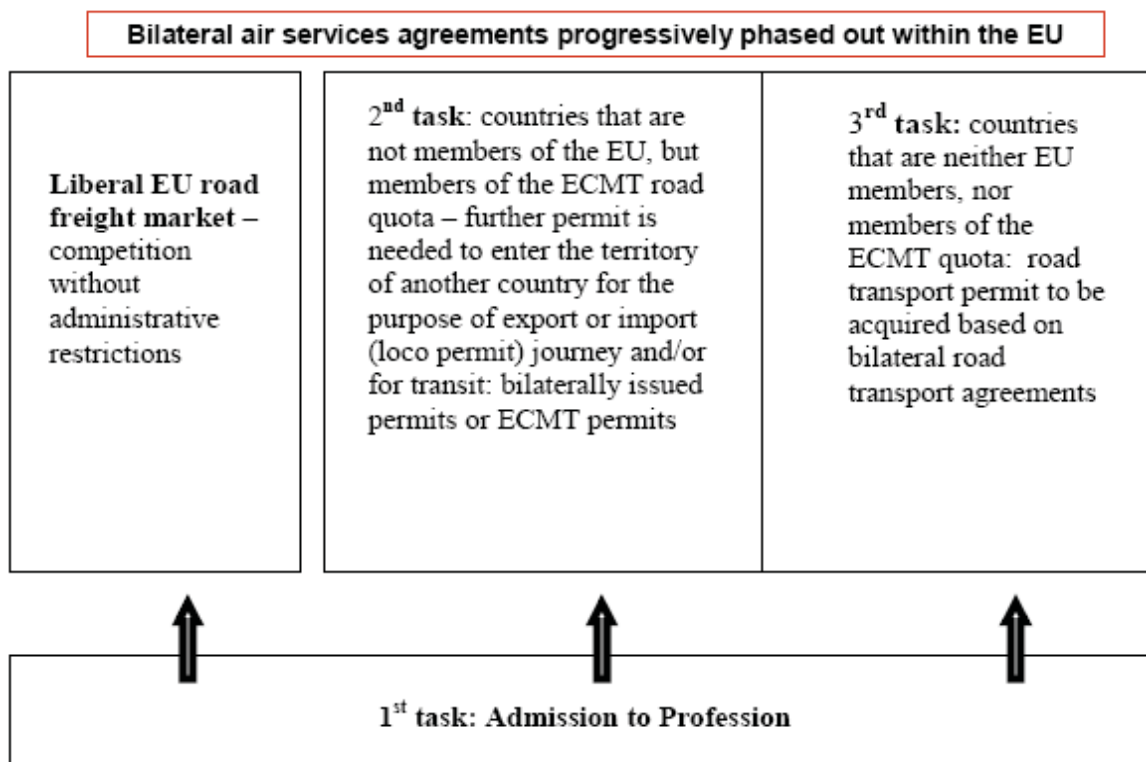 Bilateral air services agreements progressively phased out within the EU
Liberal EU road
freight market –
competition
without
administrative
restrictions
2nd task: countries that are
not members of the EU, but
members of the ECMT road
quota – further permit is
needed to enter the territory
of another country for the
purpose of export or import
(loco permit) journey and/or
for transit: bilaterally issued
permits or ECMT permits
3rd task: countries
that are neither EU
members, nor
members of the
ECMT quota: road
transport permit to be
acquired based on
bilateral road
transport agreements
1st task: Admission to Profession